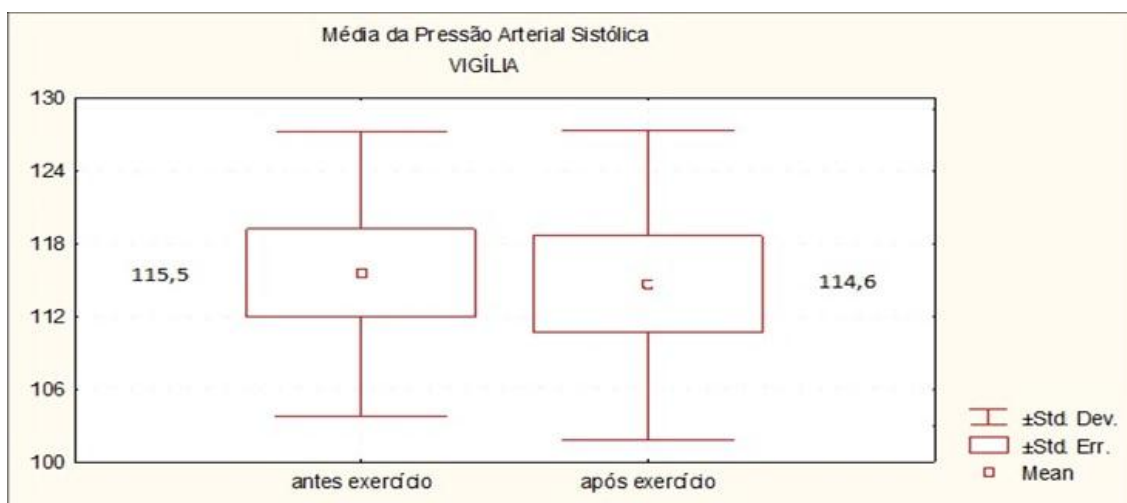 Média da Pressão Arterial Sistólica
VIGÍLIA
130
124
118
112
106
100
115,5
114,6
antes exercício
após exercício
±Std. Dev.
±Std. Err.
Mean